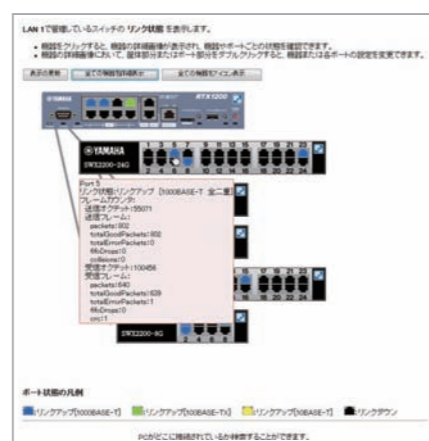 LAN 1で管理しているスイッチの リンク状態 を表示します。
• 機器をクリックすると、機器の詳細画像が表示され、機器やポートごとの状態を確認できます。
• 機器の詳細画像において、筐体部分またはポート部分をダブルクリックすると、機器または各ポートの設定を変更できます。
表示の更新 全ての機器を詳細表示 全ての機器をアイコン表示
YAMAHA RTX1200
YAMAHA
SWX2200-24G
Port 5
リンク状態:リンクアップ [1000BASE-T 全二重]
フレームカウンタ:
送信オクテット:55071
送信フレーム:
packets:802
totalGoodPackets:802
totalErrorPackets:0
fifoDrops:0
collisions:0
受信オクテット:100456
受信フレーム:
packets:640
totalGoodPackets:639
totalErrorPackets:1
fifoDrops:0
crc:1
SWX2200-8G
ポート状態の凡例
:リンクアップ[1000BASE-T] :リンクアップ[100BASE-TX] :リンクアップ[10BASE-T] :リンクダウン
PCがどこに接続されているか検索することができます。